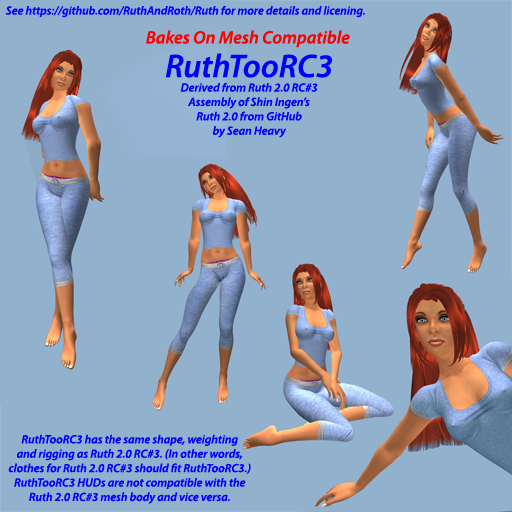 See https://github.com/RuthAndRoth/Ruth for more details and licening.
Bakes On Mesh Compatible
RuthTooRC3
Derived from Ruth 2.0 RC#3
Assembly of Shin Ingen's
Ruth 2.0 from GitHub
by Sean Heavy
RuthTooRC3 has the same shape, weighting
and rigging as Ruth 2.0 RC#3. (In other words,
clothes for Ruth 2.0 RC#3 should fit RuthTooRC3.)
RuthTooRC3 HUDs are not compatible with the
Ruth 2.0 RC#3 mesh body and vice versa.